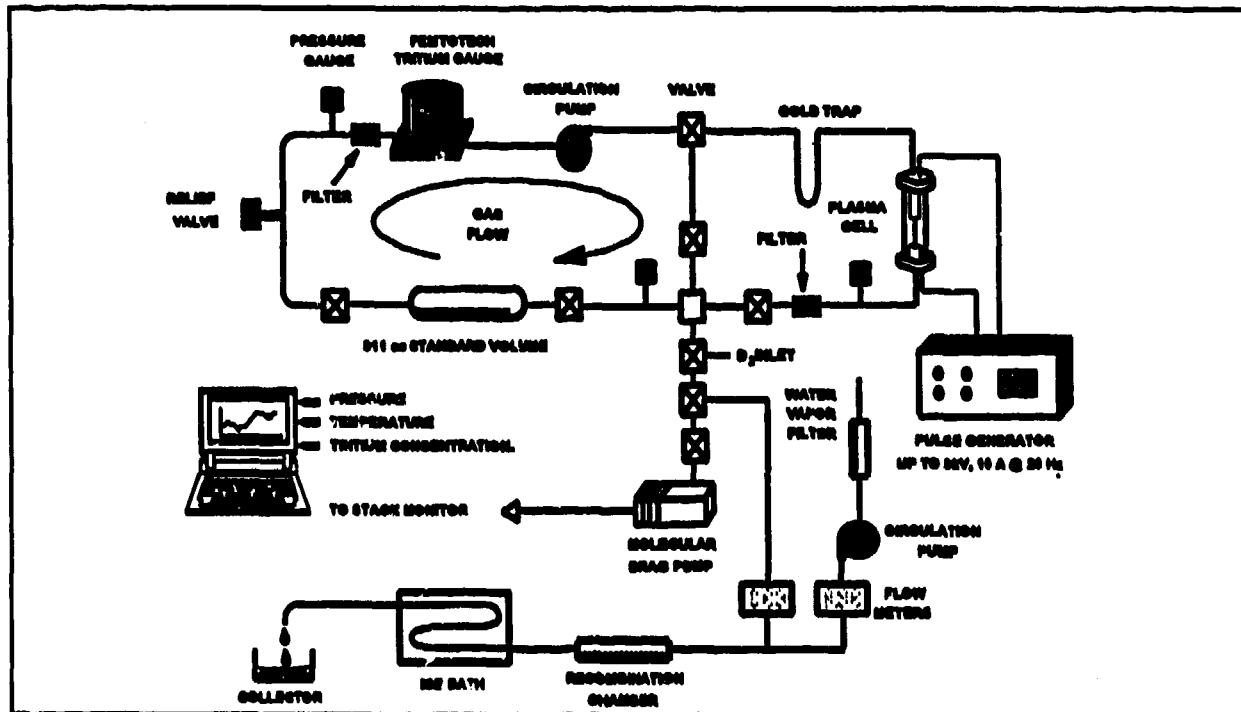 PRESSURE
GAUGE
FEMTOTECH
TRITIUM GAUGE
CIRCULATION
PUMP
VALVE
COLD TRAP
RELIEF
VALVE
FILTER
GAS
FLOW
FILTER
PLASMA
CELL
STANDARD VOLUME
D₂ INLET
PRESSURE
TEMPERATURE
TRITIUM CONCENTRATION
WATER
VAPOR
FILTER
PULSE GENERATOR
UP TO
TO STACK MONITOR
MOLECULAR
DRAG PUMP
CIRCULATION
PUMP
FLOW
METERS
COLLECTOR
ICE BATH
RECOMBINATION
CHAMBER